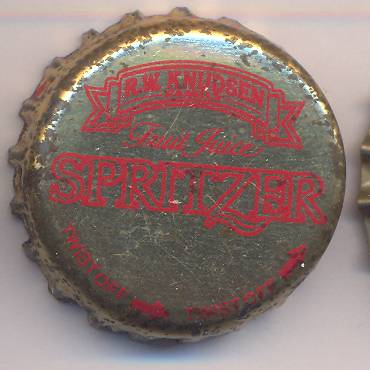 R.W. KNUDSEN
Fruit Juice
SPRITZER
TWIST OFF TWIST OFF